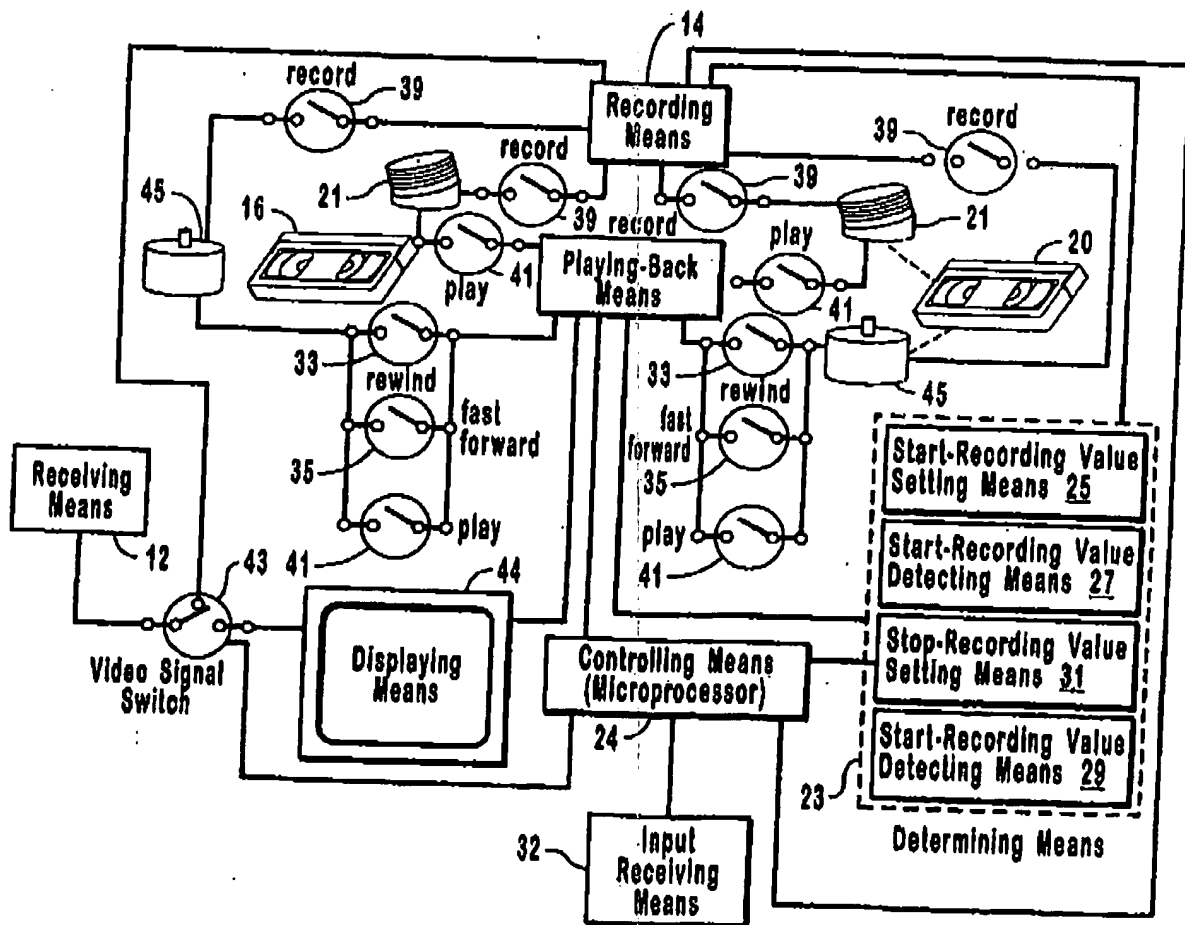 14
record
39
Recording
Means
record
39
record
21
39
39
21
45
16
record
play
20
Playing-Back
Means
41
play
41
33
rewind
33
rewind
45
fast
forward
35
fast
forward
35
Receiving
Means
12
play
41
play
41
43
44
Video Signal
Switch
Displaying
Means
Controlling Means
(Microprocessor)
24
32
Input
Receiving
Means
Start-Recording Value
Setting Means 25
Start-Recording Value
Detecting Means 27
Stop-Recording Value
Setting Means 31
Start-Recording Value
Detecting Means 29
23
Determining Means